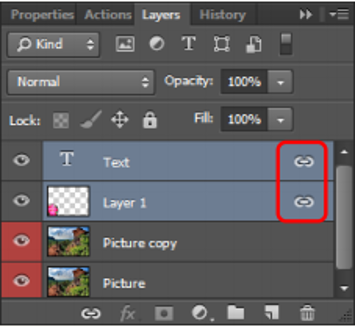 Properties Actions Layers History
Kind T
Normal Opacity: 100%
Lock: Fill: 100%
T Text
Layer 1
Picture copy
Picture
fx.